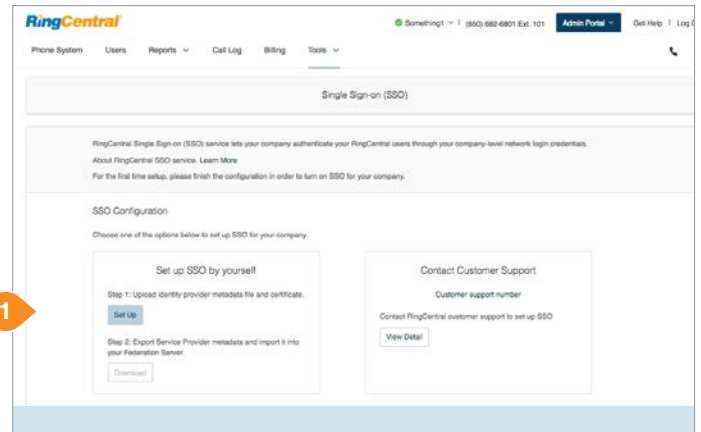 RingCentral
Something1 | (650) 682-6801 Ext. 101 Admin Portal Get Help | Log
Phone System Users Reports Call Log Billing Tools
Single Sign-on (SSO)
RingCentral Single Sign-on (SSO) service lets your company authenticate your RingCentral users through your company-level network login credentials.
About RingCentral SSO service. Learn More
For the first time setup, please finish the configuration in order to turn on SSO for your company.
SSO Configuration
Choose one of the options below to set up SSO for your company.
Set up SSO by yourself
Step 1: Upload identity provider metadata file and certificate.
1
Set Up
Step 2: Export Service Provider metadata and import it into
your Federation Server.
Download
Contact Customer Support
Customer support number
Contact RingCentral customer support to set up SSO
View Detail